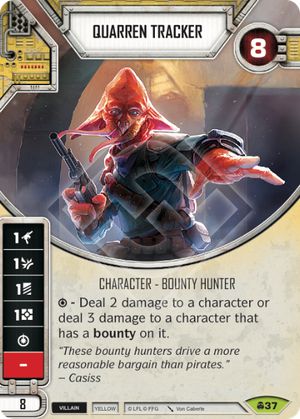 QUARREN TRACKER
8
1
1
1
1
-
CHARACTER - BOUNTY HUNTER
- Deal 2 damage to a character or
deal 3 damage to a character that
has a bounty on it.
"These bounty hunters drive a more
reasonable bargain than pirates."
– Casiss
8
VILLAIN
YELLOW
© LFL © FFG
Von Caberte
37